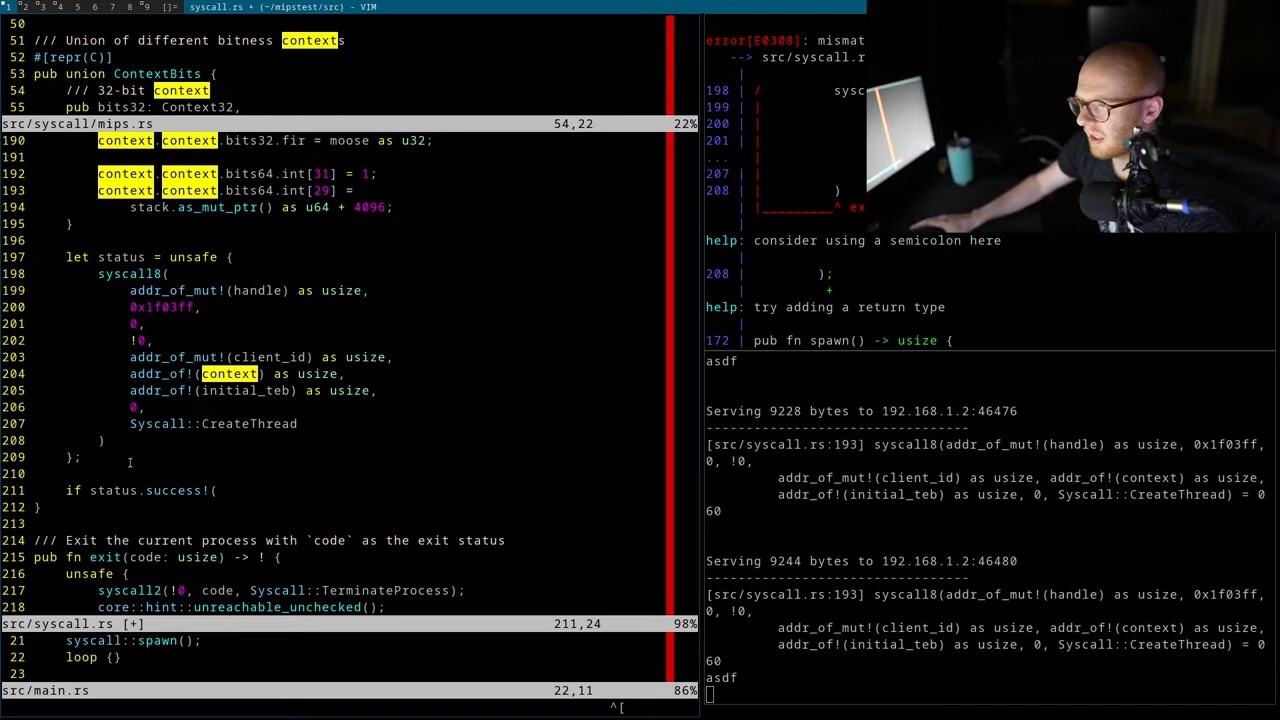 1 2 3 4 5 6 7 8 9 []= syscall.rs + (~/mipstest/src) - VIM
50
51 /// Union of different bitness contexts
52 #[repr(C)]
53 pub union ContextBits {
54     /// 32-bit context
55     pub bits32: Context32,
src/syscall/mips.rs 54,22 22%
190         context.context.bits32.fir = moose as u32;
191
192         context.context.bits64.int[31] = 1;
193         context.context.bits64.int[29] =
194             stack.as_mut_ptr() as u64 + 4096;
195     }
196
197     let status = unsafe {
198         syscall8(
199             addr_of_mut!(handle) as usize,
200             0x1f03ff,
201             0,
202             !0,
203             addr_of_mut!(client_id) as usize,
204             addr_of!(context) as usize,
205             addr_of!(initial_teb) as usize,
206             0,
207             Syscall::CreateThread
208         )
209     };
210
211     if status.success!(
212 }
213
214 /// Exit the current process with `code` as the exit status
215 pub fn exit(code: usize) -> ! {
216     unsafe {
217         syscall2(!0, code, Syscall::TerminateProcess);
218         core::hint::unreachable_unchecked();
src/syscall.rs [+] 211,24 98%
21     syscall::spawn();
22     loop {}
23
src/main.rs 22,11 86%
^[
error[E0308]: mismat
--> src/syscall.r
|
198 | / sysc
199 | |
200 | |
201 | |
... |
207 | |
208 | | )
|_________^ ex
|
help: consider using a semicolon here
|
208 | );
| +
help: try adding a return type
|
172 | pub fn spawn() -> usize {
asdf
Serving 9228 bytes to 192.168.1.2:46476
---------------------------------
[src/syscall.rs:193] syscall8(addr_of_mut!(handle) as usize, 0x1f03ff,
0, !0,
addr_of_mut!(client_id) as usize, addr_of!(context) as usize,
addr_of!(initial_teb) as usize, 0, Syscall::CreateThread) = 0
60
Serving 9244 bytes to 192.168.1.2:46480
---------------------------------
[src/syscall.rs:193] syscall8(addr_of_mut!(handle) as usize, 0x1f03ff,
0, !0,
addr_of_mut!(client_id) as usize, addr_of!(context) as usize,
addr_of!(initial_teb) as usize, 0, Syscall::CreateThread) = 0
60
asdf